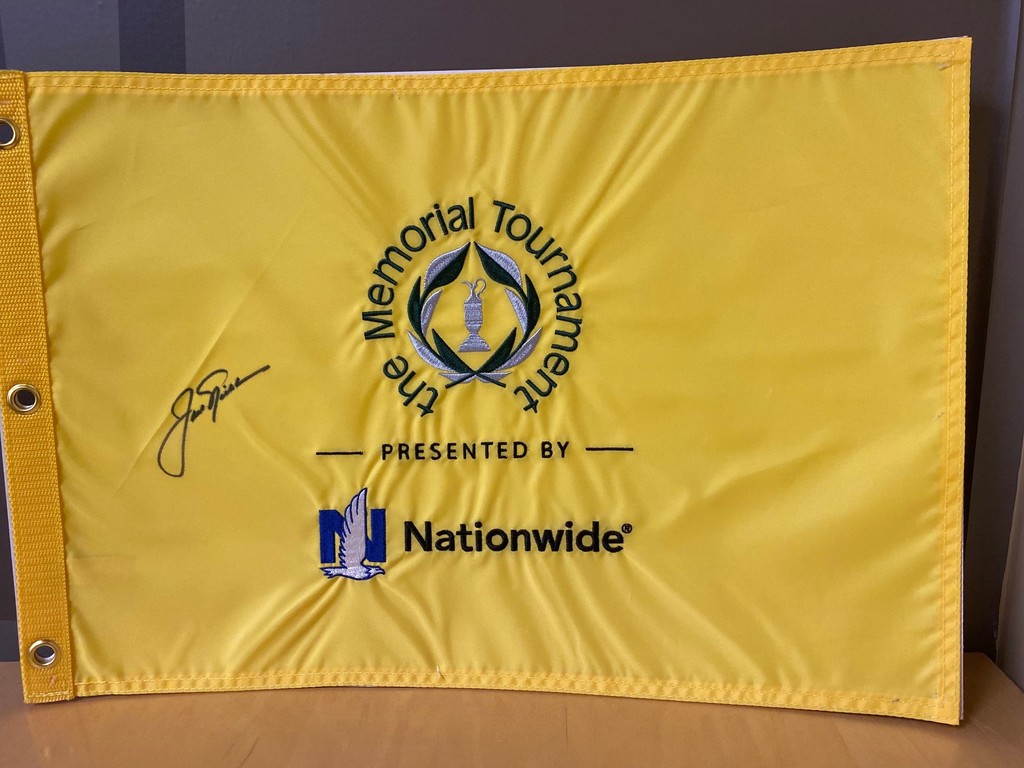 the Memorial Tournament
PRESENTED BY
N Nationwide®